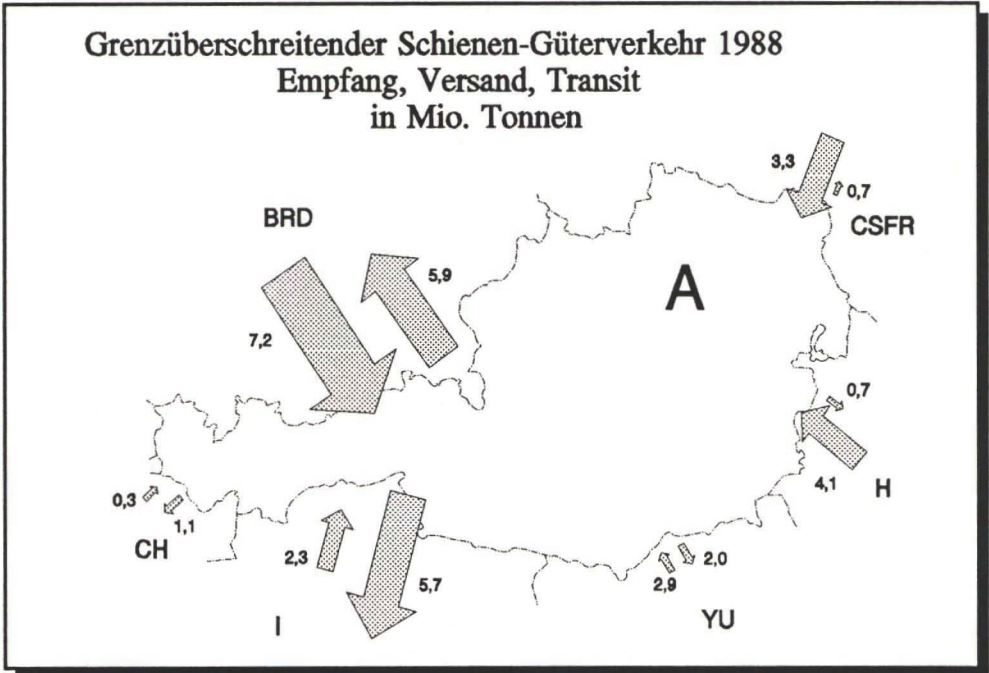 Grenzüberschreitender Schienen-Güterverkehr 1988
Empfang, Versand, Transit
in Mio. Tonnen
3,3
0,7
CSFR
BRD
5,9
7,2
A
0,7
4,1
H
0,3
1,1
CH
2,3
5,7
I
2,9
2,0
YU